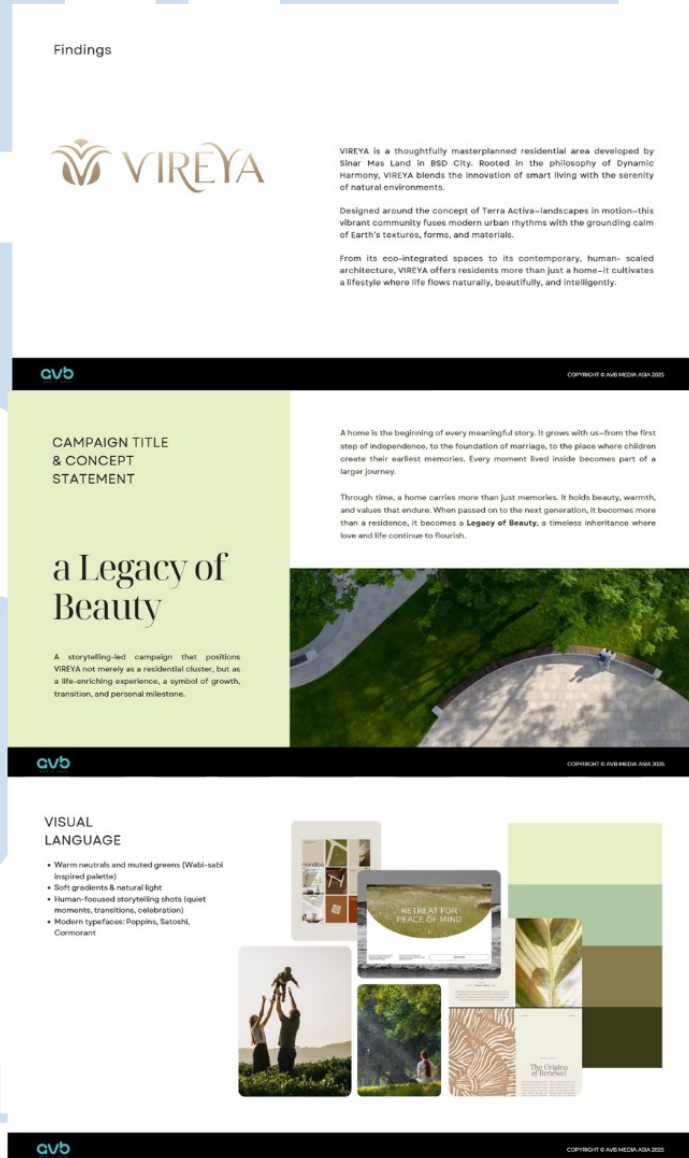 Findings
VIREYA
VIREYA is a thoughtfully masterplanned residential area developed by
Sinar Mas Land in BSD City. Rooted in the philosophy of Dynamic
Harmony, VIREYA blends the innovation of smart living with the serenity
of natural environments.
Designed around the concept of Terra Activa—landscapes in motion—this
vibrant community fuses modern urban rhythms with the grounding calm
of Earth's textures, forms, and materials.
From its eco-integrated spaces to its contemporary, human- scaled
architecture, VIREYA offers residents more than just a home—it cultivates
a lifestyle where life flows naturally, beautifully, and intelligently.
avb
MEDIA ASIA
COPYRIGHT © AVB MEDIA ASIA 2025
CAMPAIGN TITLE
& CONCEPT
STATEMENT
a Legacy of
Beauty
A storytelling-led campaign that positions
VIREYA not merely as a residential cluster, but as
a life-enriching experience, a symbol of growth,
transition, and personal milestone.
A home is the beginning of every meaningful story. It grows with us—from the first
step of independence, to the foundation of marriage, to the place where children
create their earliest memories. Every moment lived inside becomes part of a
larger journey.
Through time, a home carries more than just memories. It holds beauty, warmth,
and values that endure. When passed on to the next generation, it becomes more
than a residence, it becomes a Legacy of Beauty, a timeless inheritance where
love and life continue to flourish.
avb
MEDIA ASIA
COPYRIGHT © AVB MEDIA ASIA 2025
VISUAL
LANGUAGE
• Warm neutrals and muted greens (Wabi-sabi
inspired palette)
• Soft gradients & natural light
• Human-focused storytelling shots (quiet
moments, transitions, celebration)
• Modern typefaces: Poppins, Satoshi,
Cormorant
RETREAT FOR
PEACE OF MIND
The Origins
of Renewal
avb
COPYRIGHT © AVB MEDIA ASIA 2025